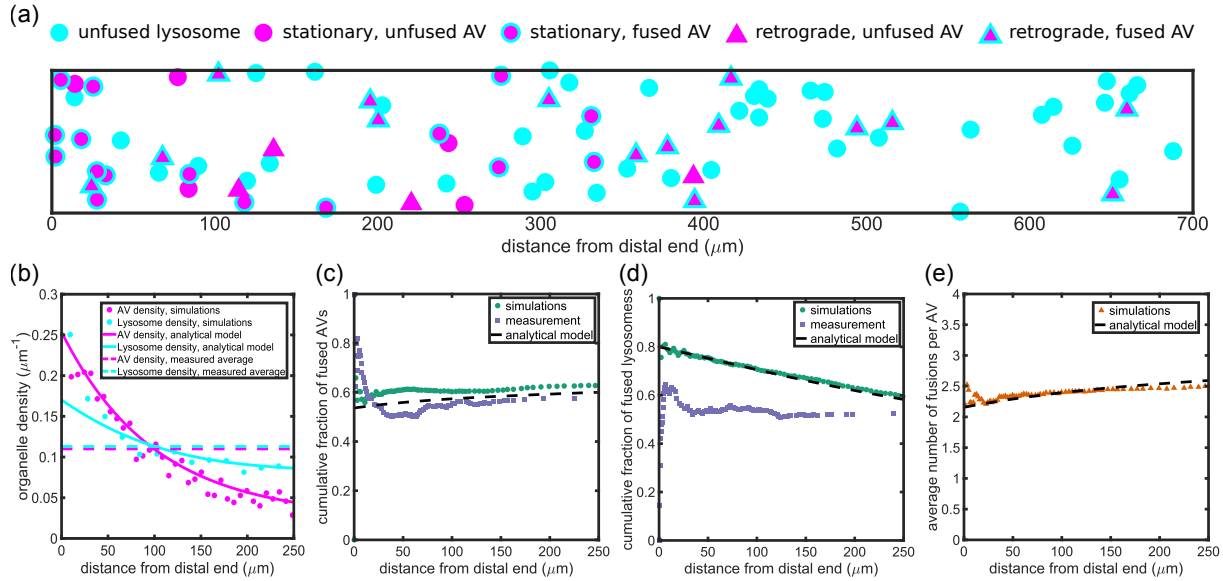 (a)
unfused lysosome
stationary, unfused AV
stationary, fused AV
retrograde, unfused AV
retrograde, fused AV
0 100 200 300 400 500 600 700
distance from distal end (μm)
(b)
0.3
0.25
0.2
0.15
0.1
0.05
0
organelle density (μm⁻¹)
AV density, simulations
Lysosome density, simulations
AV density, analytical model
Lysosome density, analytical model
AV density, measured average
Lysosome density, measured average
0 50 100 150 200 250
distance from distal end (μm)
(c)
1
0.8
0.6
0.4
0.2
0
cumulative fraction of fused AVs
simulations
measurement
analytical model
0 50 100 150 200 250
distance from distal end (μm)
(d)
1
0.8
0.6
0.4
0.2
0
cumulative fraction of fused lysosomess
simulations
measurement
analytical model
0 50 100 150 200 250
distance from distal end (μm)
(e)
4
3.5
3
2.5
2
1.5
1
0.5
0
average number of fusions per AV
simulations
analytical model
0 50 100 150 200 250
distance from distal end (μm)